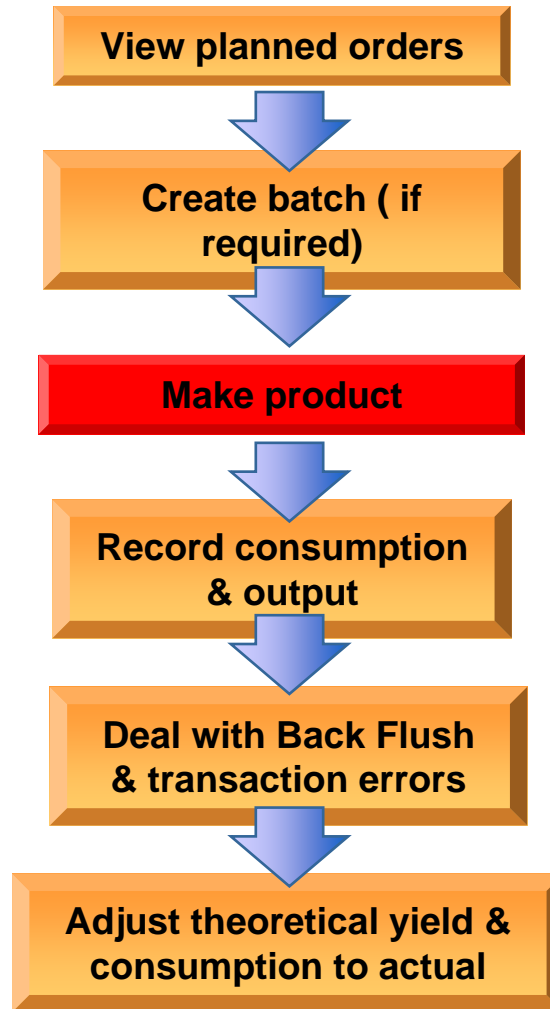 View planned orders
Create batch ( if
required)
Make product
Record consumption
& output
Deal with Back Flush
& transaction errors
Adjust theoretical yield &
consumption to actual